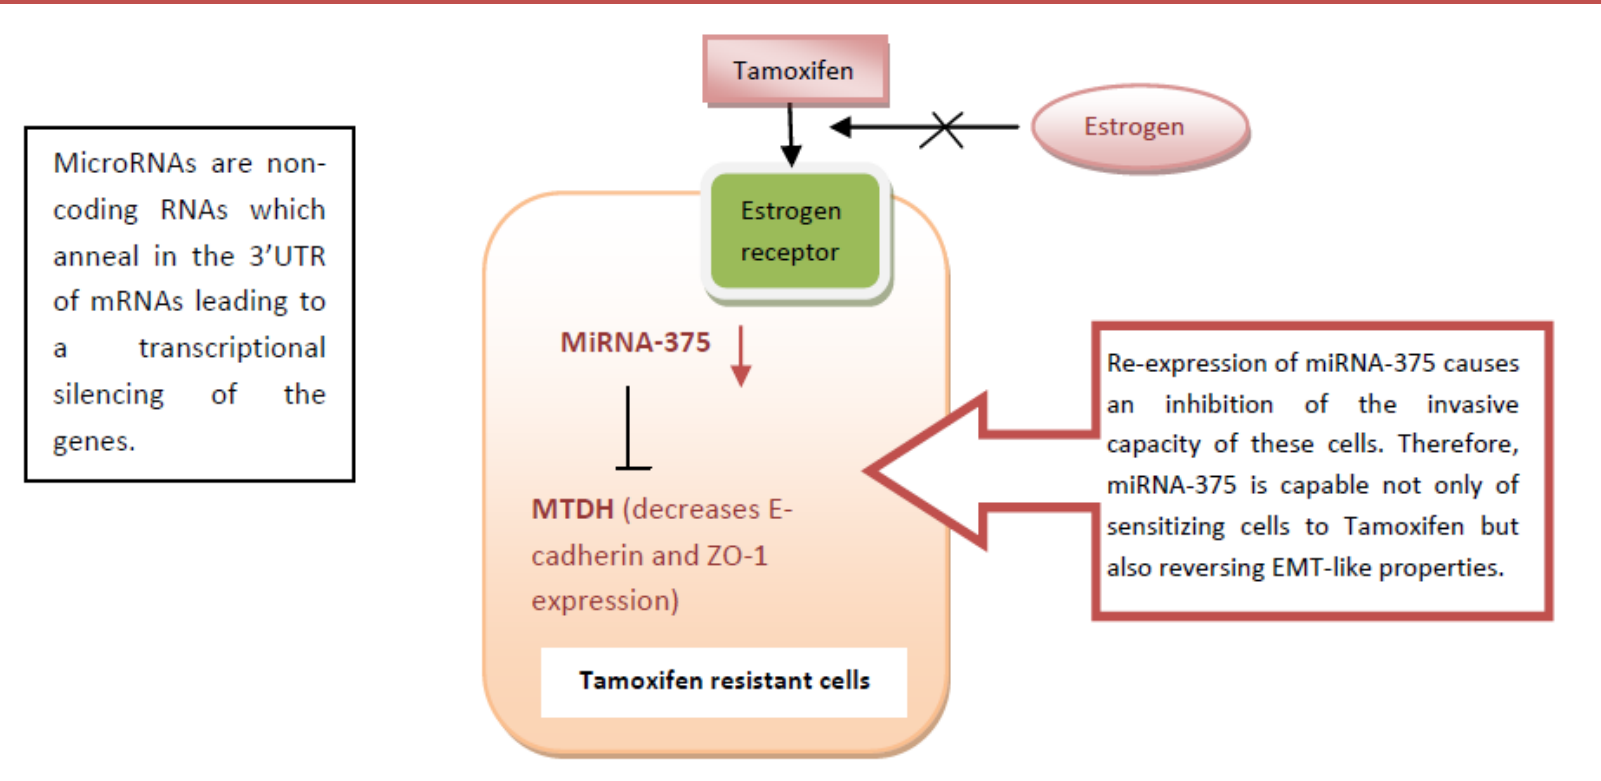 Tamoxifen
Estrogen
MicroRNAs are non-
coding RNAs which
anneal in the 3’UTR
of mRNAs leading to
a transcriptional
silencing of the
genes.
Estrogen
receptor
MiRNA-375
MTDH (decreases E-
cadherin and ZO-1
expression)
Tamoxifen resistant cells
Re-expression of miRNA-375 causes
an inhibition of the invasive
capacity of these cells. Therefore,
miRNA-375 is capable not only of
sensitizing cells to Tamoxifen but
also reversing EMT-like properties.